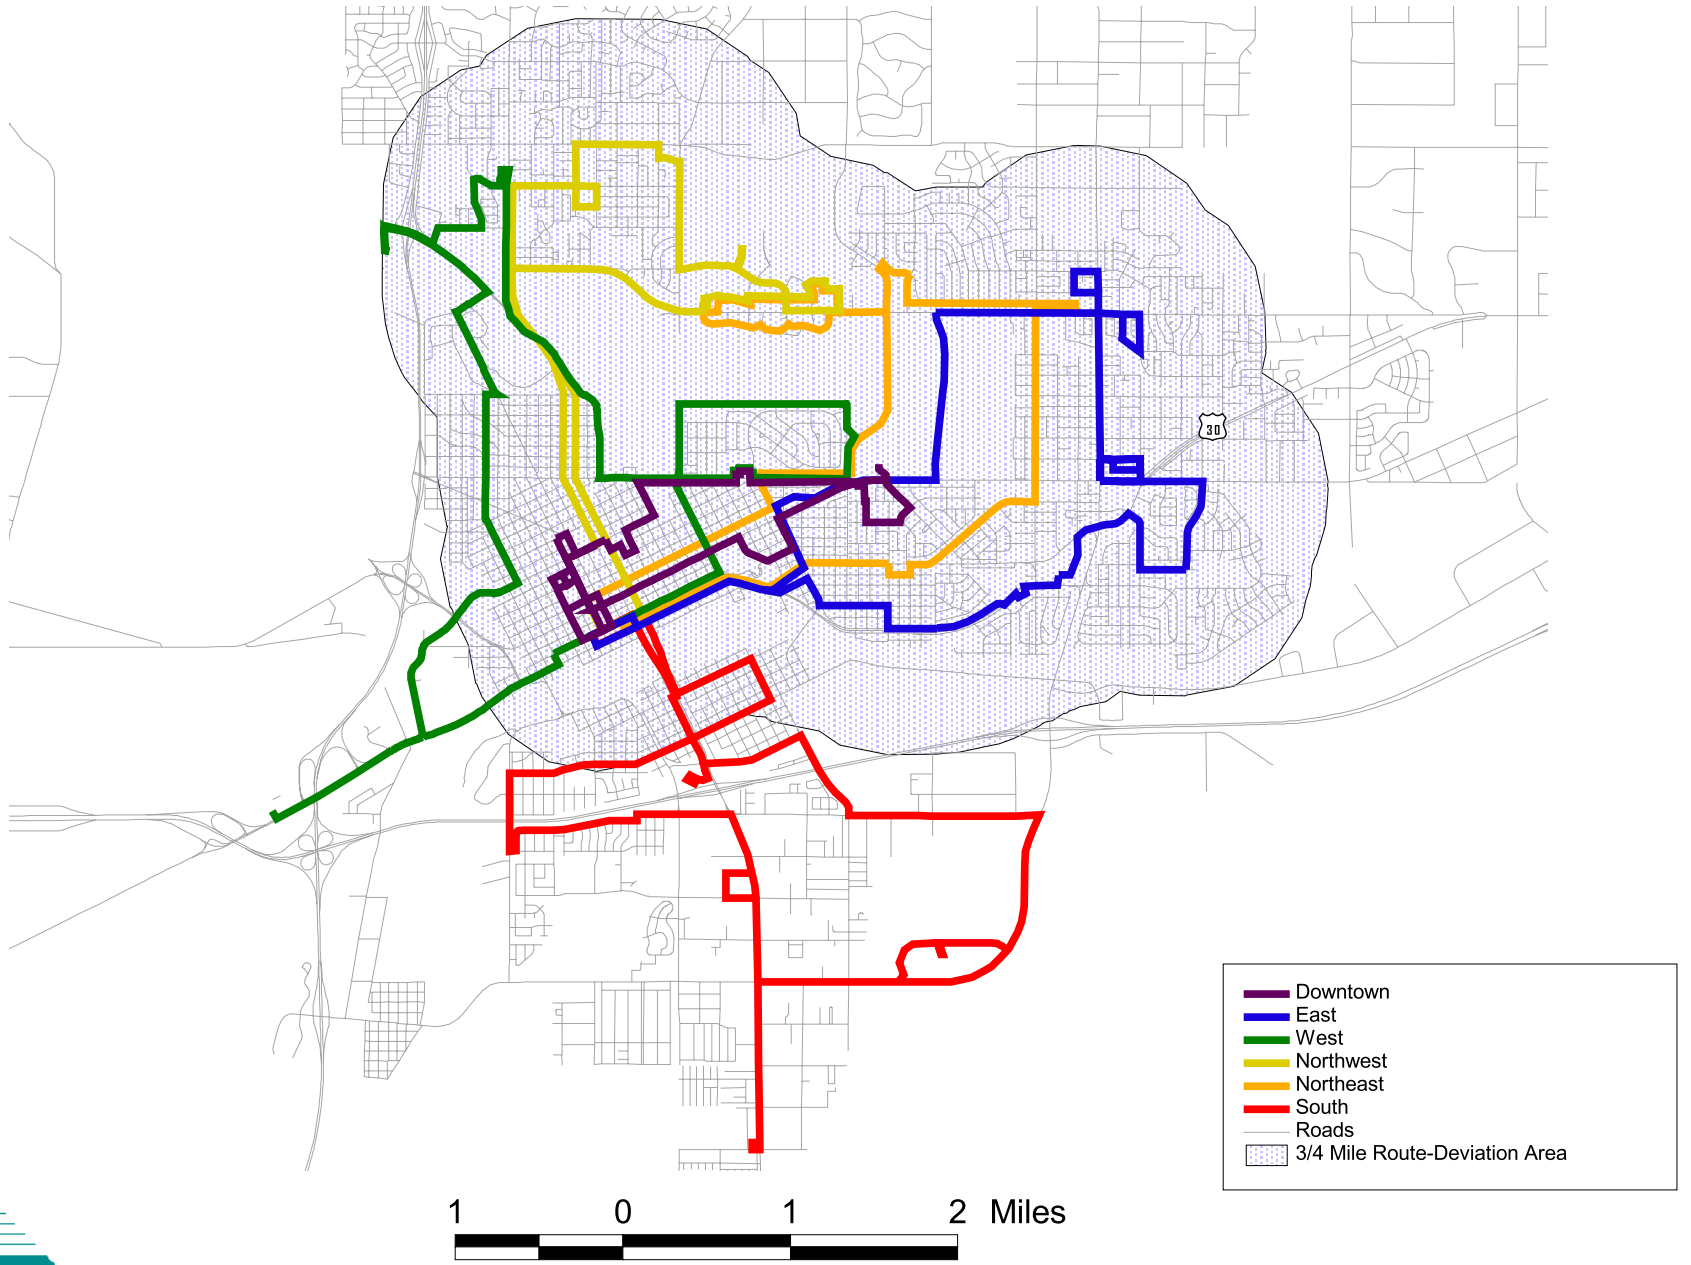 30
Downtown
East
West
Northwest
Northeast
South
Roads
3/4 Mile Route-Deviation Area
1 0 1 2 Miles